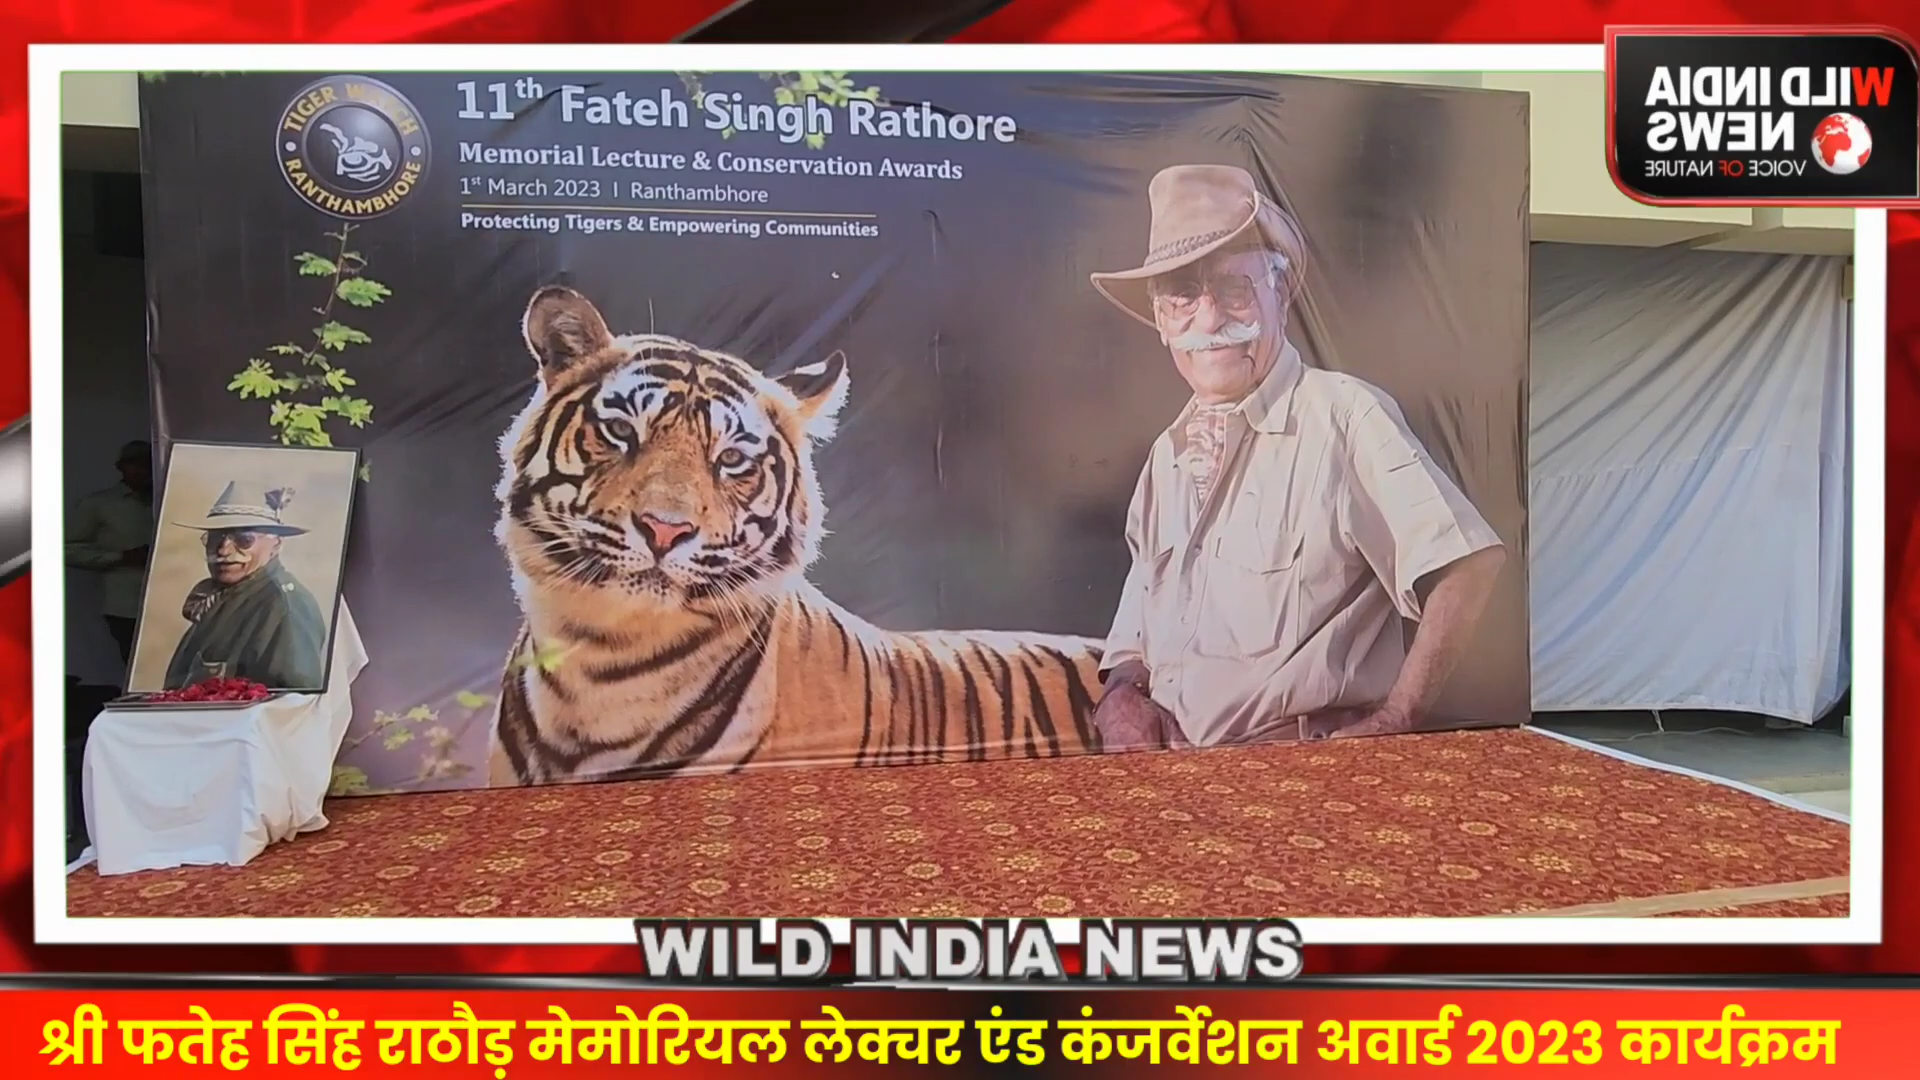 TIGER WATCH
RANTHAMBHORE
11th Fateh Singh Rathore
Memorial Lecture & Conservation Awards
1st March 2023 | Ranthambhore
Protecting Tigers & Empowering Communities
WILD INDIA
NEWS
VOICE OF NATURE
WILD INDIA NEWS
श्री फतेह सिंह राठौड़ मेमोरियल लेक्चर एंड कंजर्वेशन अवार्ड 2023 कार्यक्रम